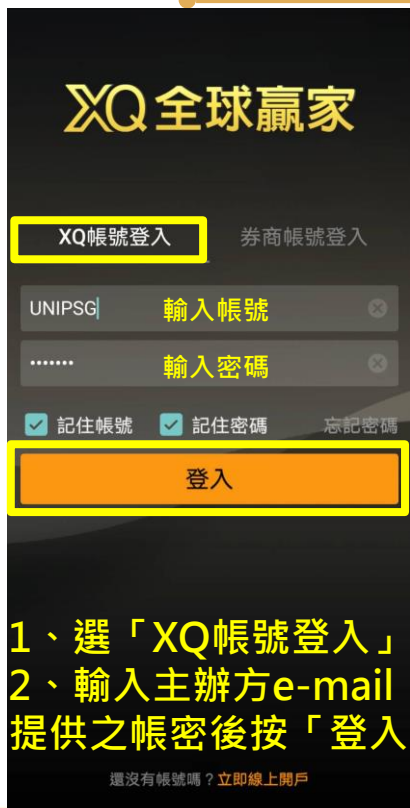 XQ全球贏家
XQ帳號登入 券商帳號登入
UNIPSG 輸入帳號
••••••• 輸入密碼
記住帳號 記住密碼 忘記密碼
登入
1、選「XQ帳號登入」
2、輸入主辦方e-mail
提供之帳密後按「登入
還沒有帳號嗎？立即線上開戶